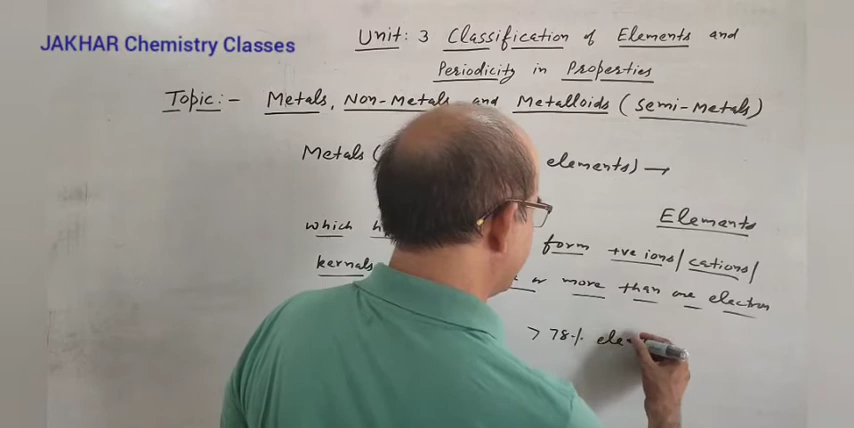 JAKHAR Chemistry Classes
Unit: 3 Classification of Elements and
Periodicity in Properties
Topic:- Metals, Non-Metals and Metalloids (Semi-Metals)
Metals ( elements) →
Elements
which form +ve ions/cations/
kernals or more than one electron
> 78% ele